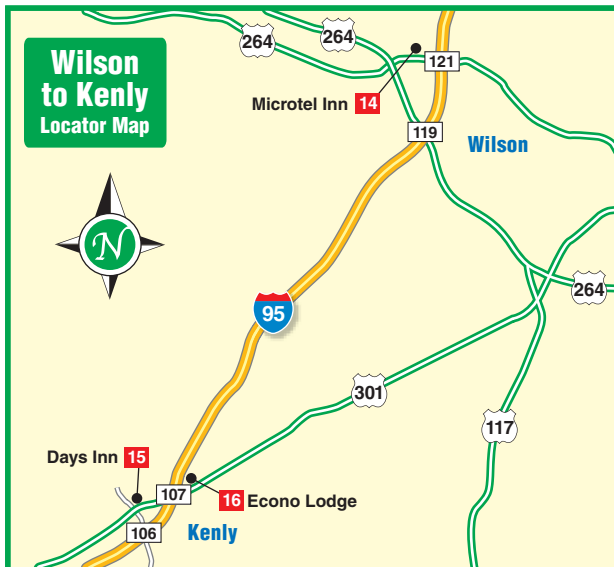 Wilson
to Kenly
Locator Map
264
264
121
Microtel Inn 14
119
Wilson
N
264
95
301
117
Days Inn 15
107
16 Econo Lodge
106
Kenly